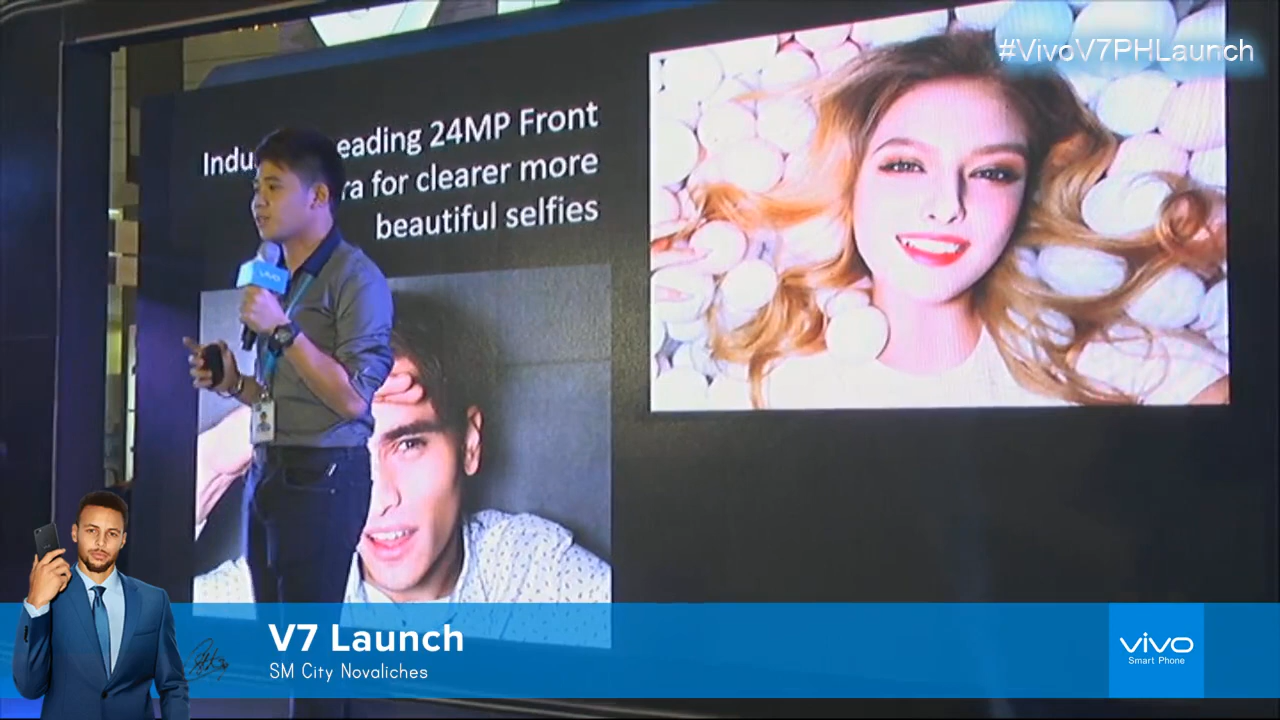 #VivoV7PHLaunch
Indu eading 24MP Front
ra for clearer more
beautiful selfies
vivo
V7 Launch
SM City Novaliches
vivo
Smart Phone